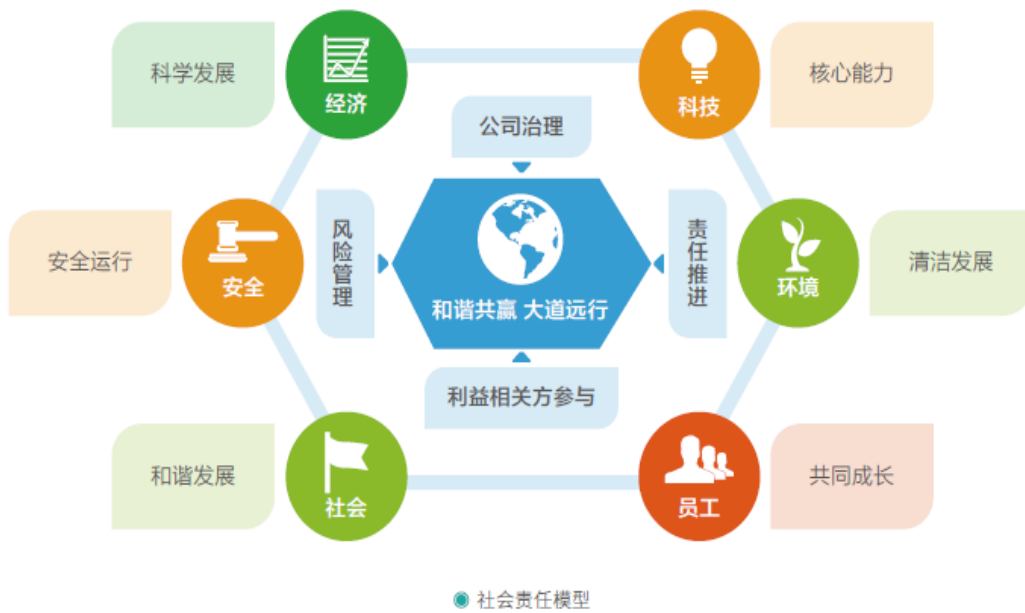 科学发展
经济
科技
核心能力
公司治理
安全运行
安全
风险管理
和谐共赢 大道远行
责任推进
环境
清洁发展
利益相关方参与
和谐发展
社会
员工
共同成长
社会责任模型